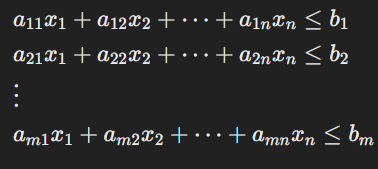 a₁₁x₁ + a₁₂x₂ + ⋯ + a₁ₙxₙ ≤ b₁
a₂₁x₁ + a₂₂x₂ + ⋯ + a₂ₙxₙ ≤ b₂
⋮
aₘ₁x₁ + aₘ₂x₂ + ⋯ + aₘₙxₙ ≤ bₘ